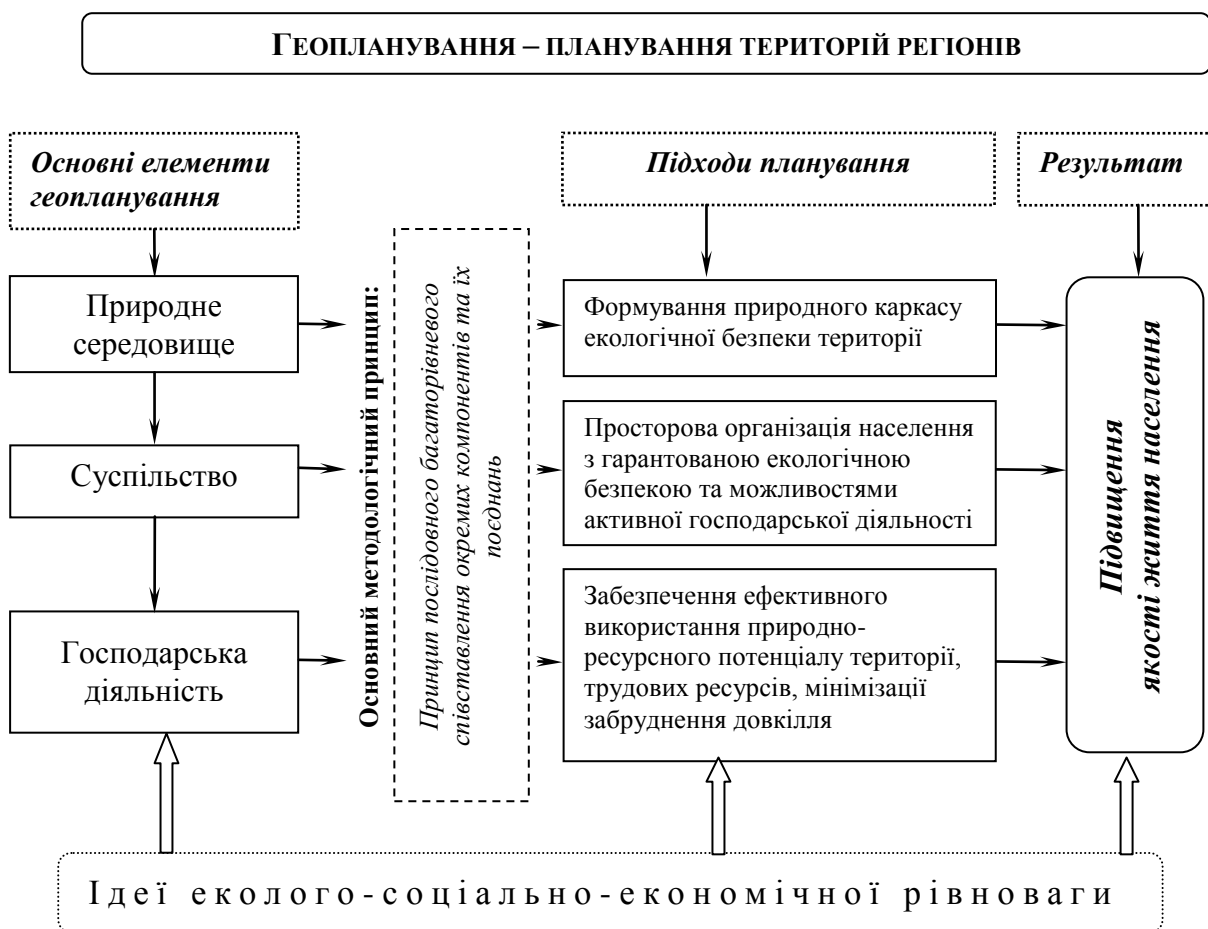 ГЕОПЛАНУВАННЯ – ПЛАНУВАННЯ ТЕРИТОРІЙ РЕГІОНІВ
Основні елементи
геопланування
Підходи планування
Результат
Природне
середовище
Суспільство
Господарська
діяльність
Основний методологічний принцип:
Принцип послідовного багаторівневого
співставлення окремих компонентів та їх
поєднань
Формування природного каркасу
екологічної безпеки території
Просторова організація населення
з гарантованою екологічною
безпекою та можливостями
активної господарської діяльності
Забезпечення ефективного
використання природно-
ресурсного потенціалу території,
трудових ресурсів, мінімізації
забруднення довкілля
Підвищення
якості життя населення
Ідеї еколого-соціально-економічної рівноваги